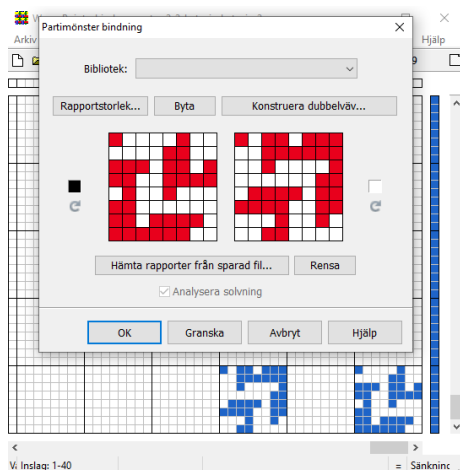 Partimönster bindning
Arkiv
Hjälp
Bibliotek:
Rapportstorlek...
Byta
Konstruera dubbelväv...
Hämta rapporter från sparad fil...
Rensa
Analysera solvning
OK
Granska
Avbryt
Hjälp
Inslag: 1-40
= Sänkninc